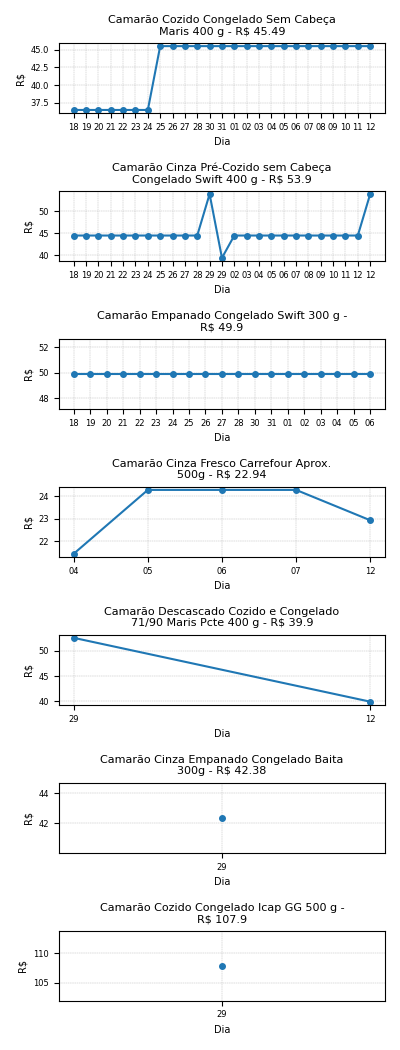 Camarão Cozido Congelado Sem Cabeça
Maris 400 g - R$ 45.49
45.0
42.5
40.0
37.5
R$
18 19 20 21 22 23 24 25 26 27 28 29 30 31 01 02 03 04 05 06 07 08 09 10 11 12
Dia
Camarão Cinza Pré-Cozido sem Cabeça
Congelado Swift 400 g - R$ 53.9
50
45
40
R$
18 19 20 21 22 23 24 25 26 27 28 29 29 02 03 04 05 06 07 08 09 10 11 12 12
Dia
Camarão Empanado Congelado Swift 300 g -
R$ 49.9
52
50
48
R$
18 19 20 21 22 23 24 25 26 27 28 30 31 01 02 03 04 05 06
Dia
Camarão Cinza Fresco Carrefour Aprox.
500g - R$ 22.94
24
23
22
R$
04 05 06 07 12
Dia
Camarão Descascado Cozido e Congelado
71/90 Maris Pcte 400 g - R$ 39.9
50
45
40
R$
29 12
Dia
Camarão Cinza Empanado Congelado Baita
300g - R$ 42.38
44
42
R$
29
Dia
Camarão Cozido Congelado Icap GG 500 g -
R$ 107.9
110
105
R$
29
Dia